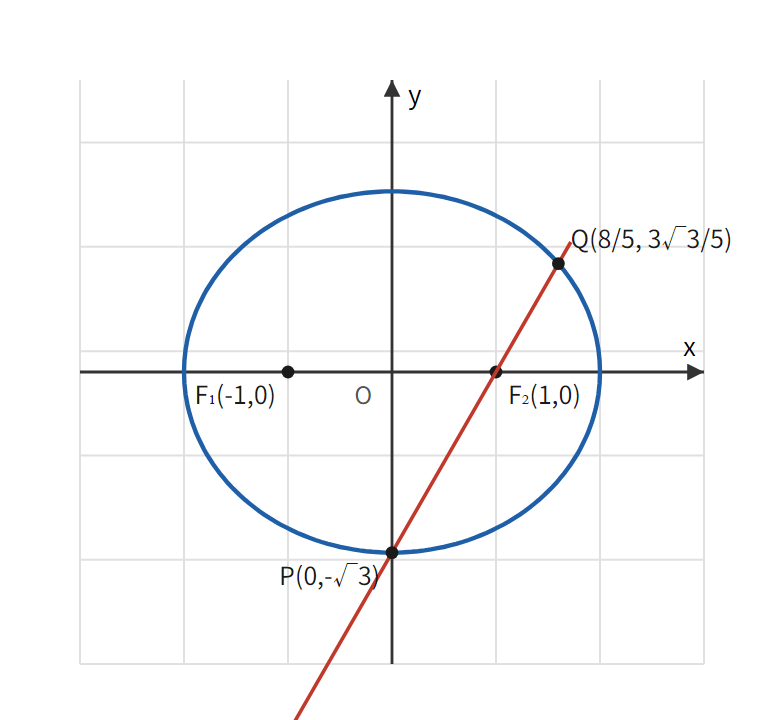 y
Q(8/5, 3√3/5)
x
F₁(-1,0)
O
F₂(1,0)
P(0,-√3)